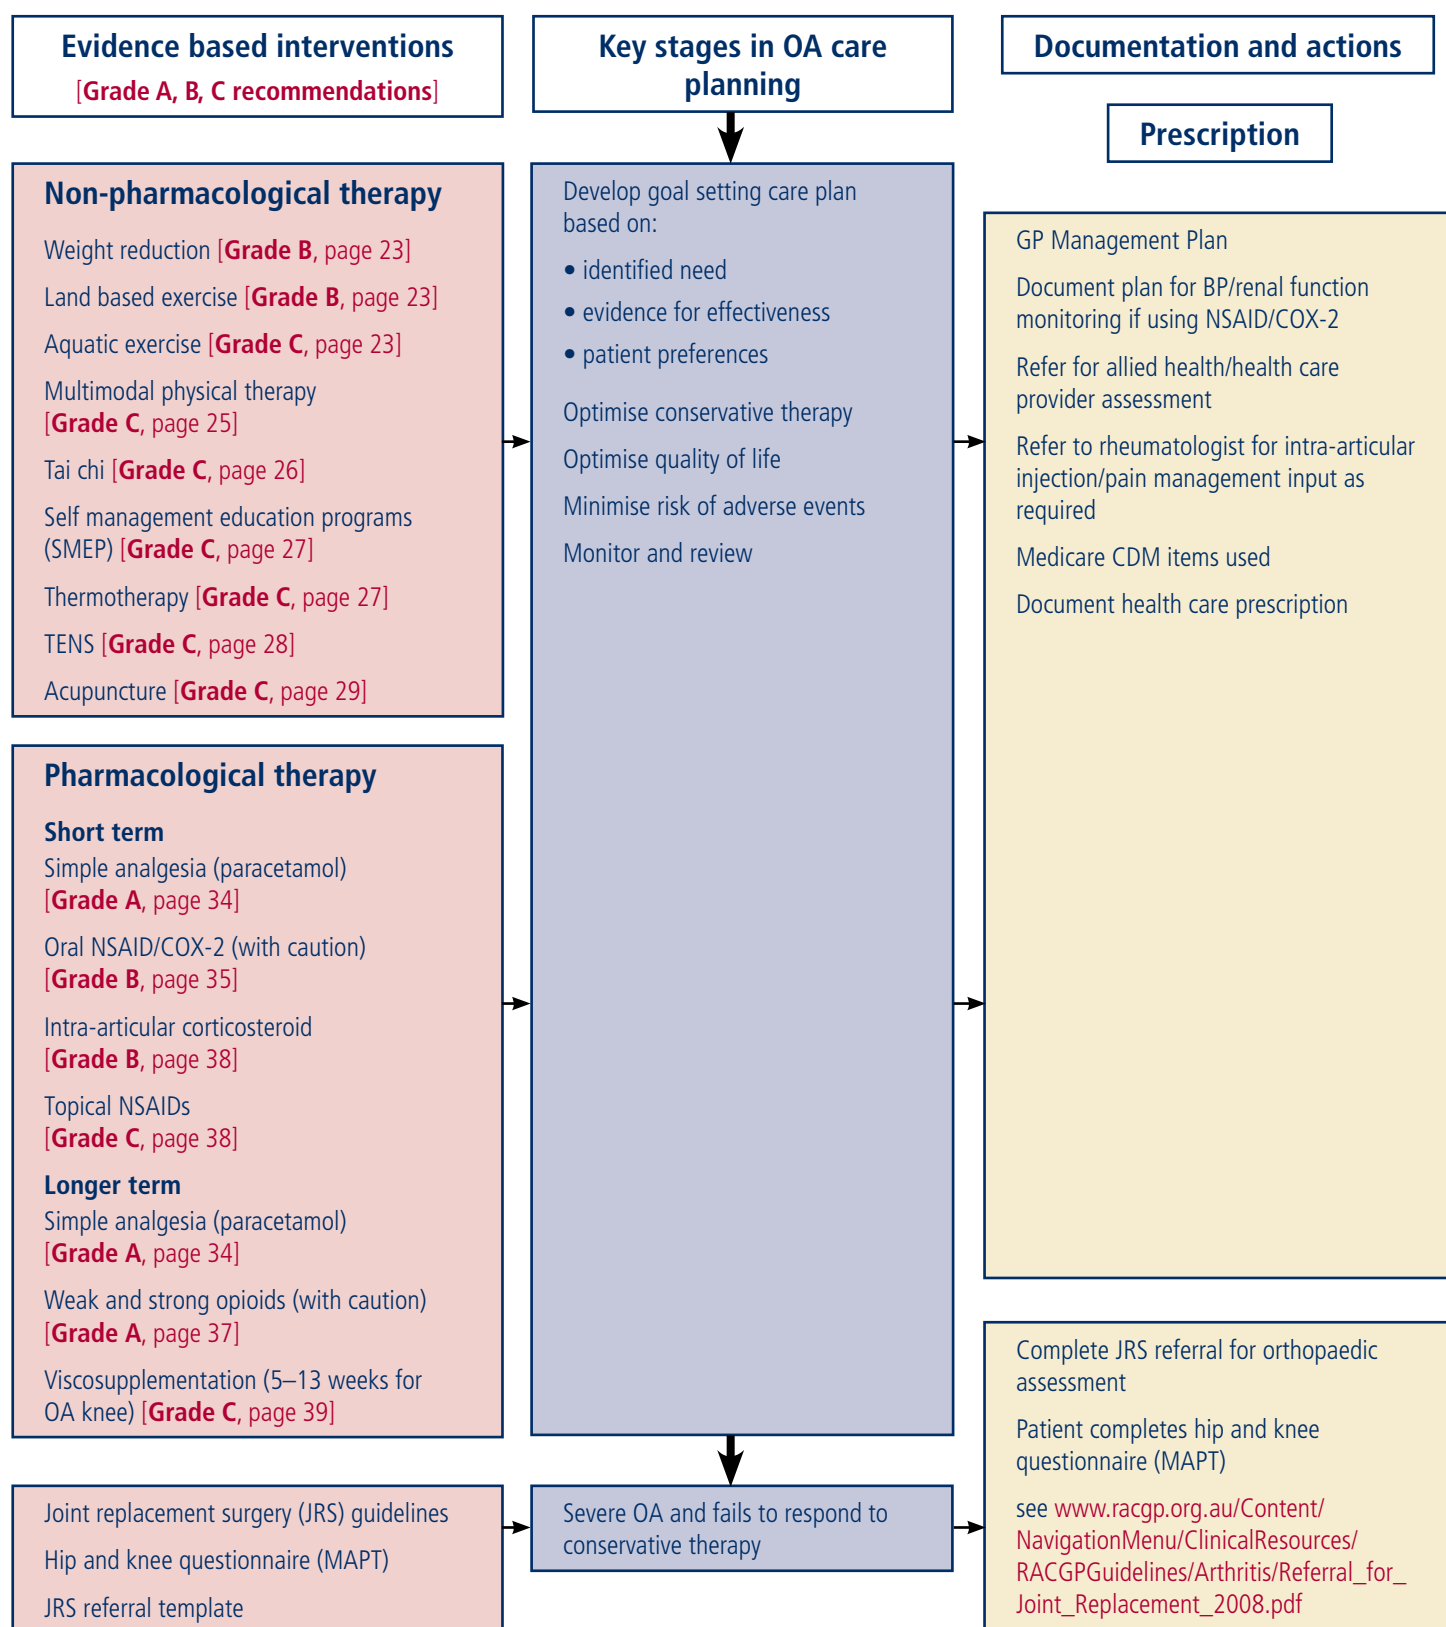 Evidence based interventions
[Grade A, B, C recommendations]
Non-pharmacological therapy
Weight reduction [Grade B, page 23]
Land based exercise [Grade B, page 23]
Aquatic exercise [Grade C, page 23]
Multimodal physical therapy
[Grade C, page 25]
Tai chi [Grade C, page 26]
Self management education programs
(SMEP) [Grade C, page 27]
Thermotherapy [Grade C, page 27]
TENS [Grade C, page 28]
Acupuncture [Grade C, page 29]
Pharmacological therapy
Short term
Simple analgesia (paracetamol)
[Grade A, page 34]
Oral NSAID/COX-2 (with caution)
[Grade B, page 35]
Intra-articular corticosteroid
[Grade B, page 38]
Topical NSAIDs
[Grade C, page 38]
Longer term
Simple analgesia (paracetamol)
[Grade A, page 34]
Weak and strong opioids (with caution)
[Grade A, page 37]
Viscosupplementation (5–13 weeks for
OA knee) [Grade C, page 39]
Joint replacement surgery (JRS) guidelines
Hip and knee questionnaire (MAPT)
JRS referral template
Key stages in OA care
planning
Develop goal setting care plan
based on:
• identified need
• evidence for effectiveness
• patient preferences
Optimise conservative therapy
Optimise quality of life
Minimise risk of adverse events
Monitor and review
Severe OA and fails to respond to
conservative therapy
Documentation and actions
Prescription
GP Management Plan
Document plan for BP/renal function
monitoring if using NSAID/COX-2
Refer for allied health/health care
provider assessment
Refer to rheumatologist for intra-articular
injection/pain management input as
required
Medicare CDM items used
Document health care prescription
Complete JRS referral for orthopaedic
assessment
Patient completes hip and knee
questionnaire (MAPT)
see www.racgp.org.au/Content/
NavigationMenu/ClinicalResources/
RACGPGuidelines/Arthritis/Referral_for_
Joint_Replacement_2008.pdf